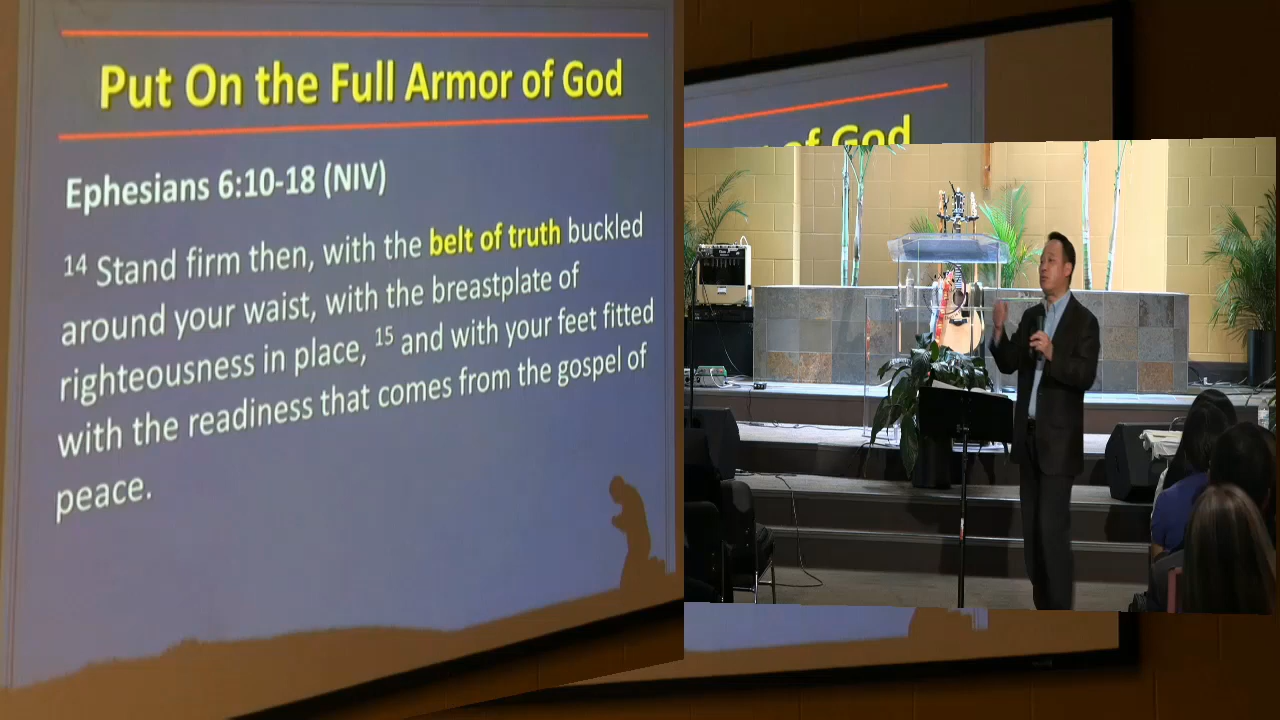 Put On the Full Armor of God
Ephesians 6:10-18 (NIV)
14 Stand firm then, with the belt of truth buckled
around your waist, with the breastplate of
righteousness in place, 15 and with your feet fitted
with the readiness that comes from the gospel of
peace.
of God